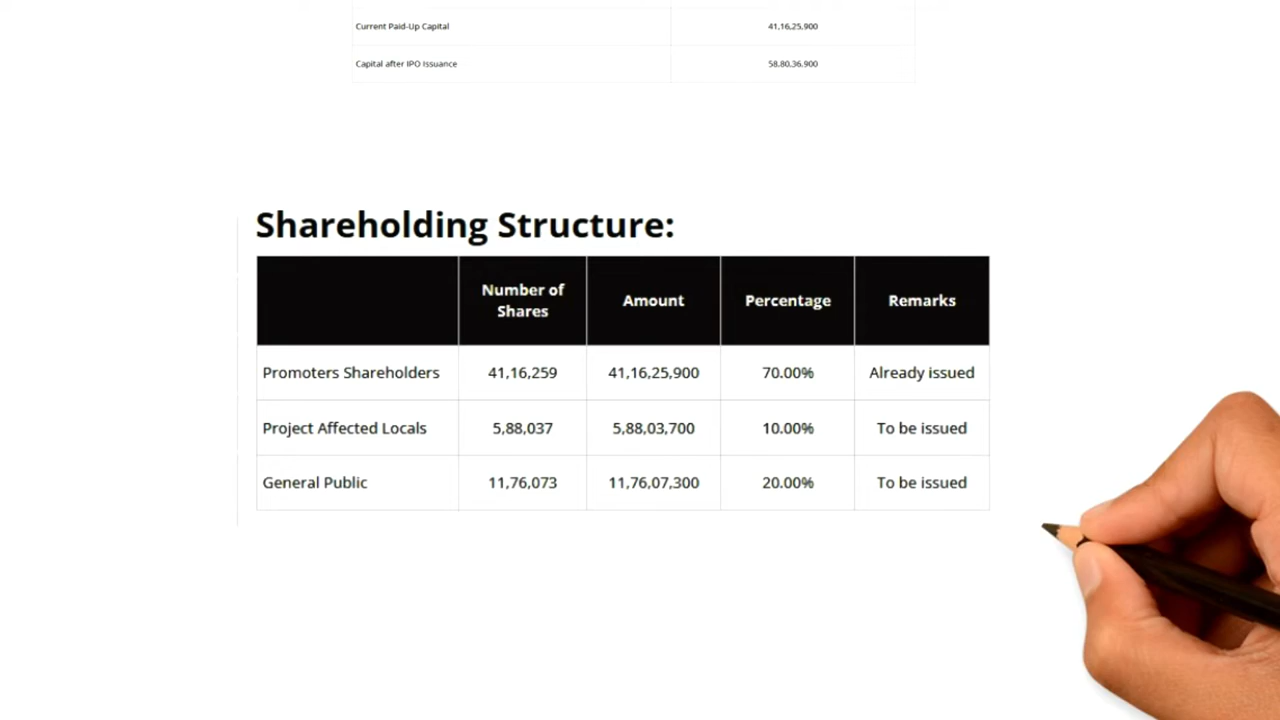 Current Paid-Up Capital 41,16,25,900
Capital after IPO Issuance 58,80,36,900
Shareholding Structure:
Number of Shares Amount Percentage Remarks
Promoters Shareholders 41,16,259 41,16,25,900 70.00% Already issued
Project Affected Locals 5,88,037 5,88,03,700 10.00% To be issued
General Public 11,76,073 11,76,07,300 20.00% To be issued